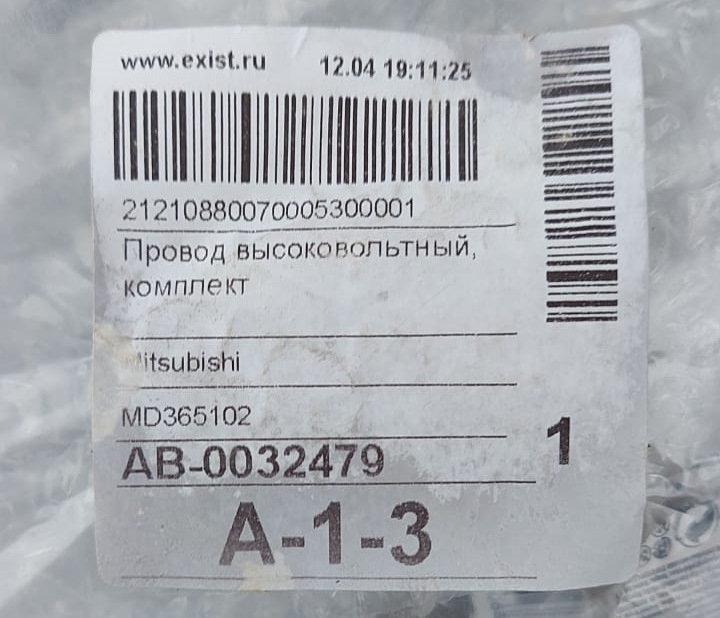 www.exist.ru 12.04 19:11:25
21210880070005300001
Провод высоковольтный,
комплект
Mitsubishi
MD365102
AB-0032479
1
A-1-3